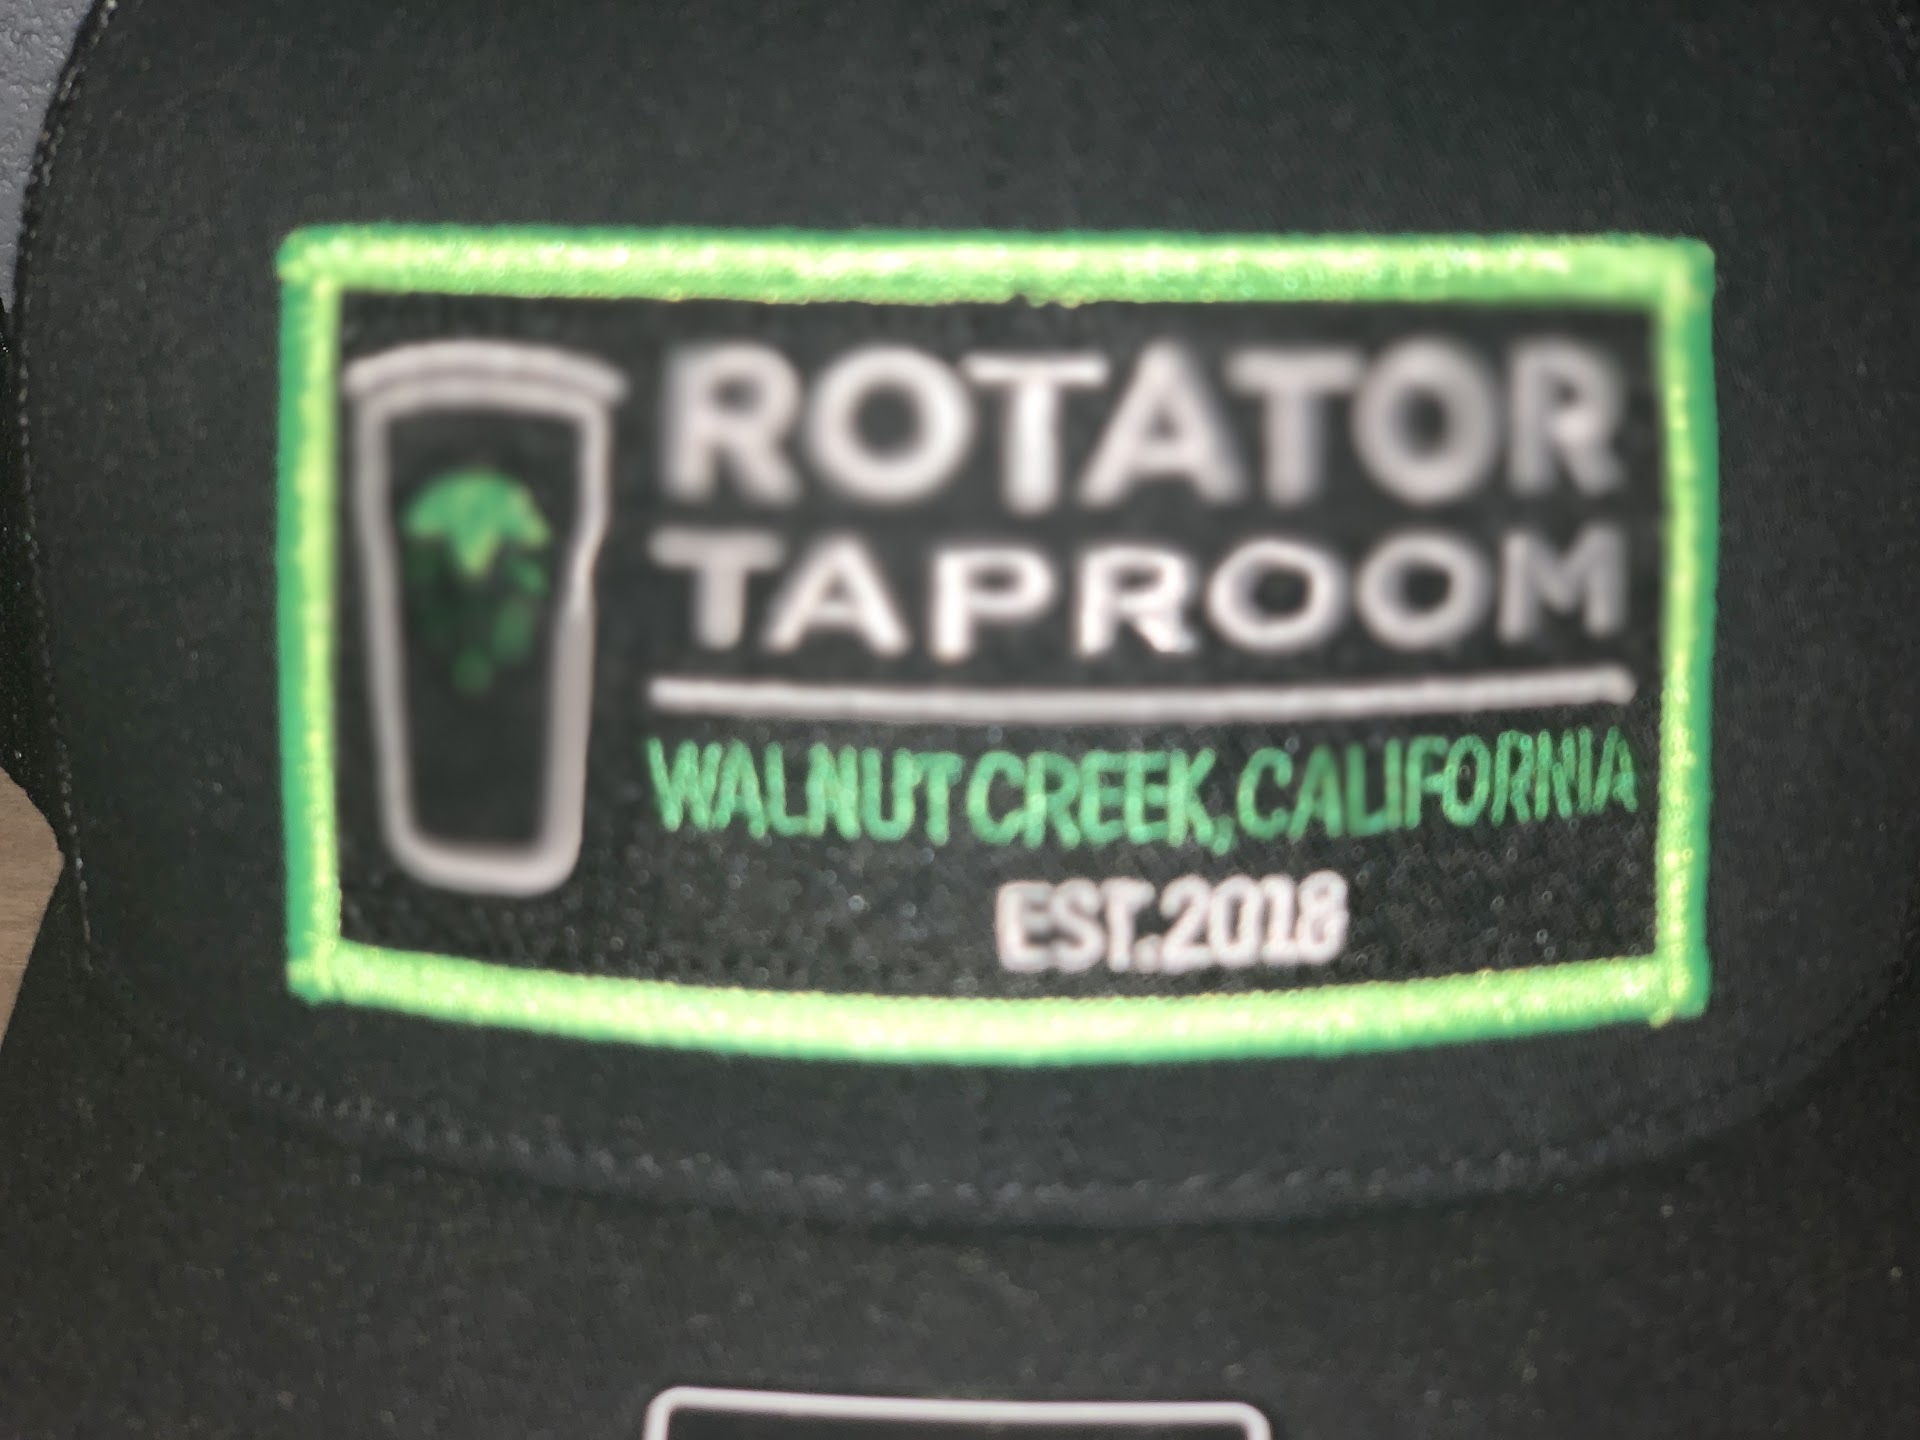 ROTATOR
TAPROOM
WALNUT CREEK, CALIFORNIA
EST. 2018